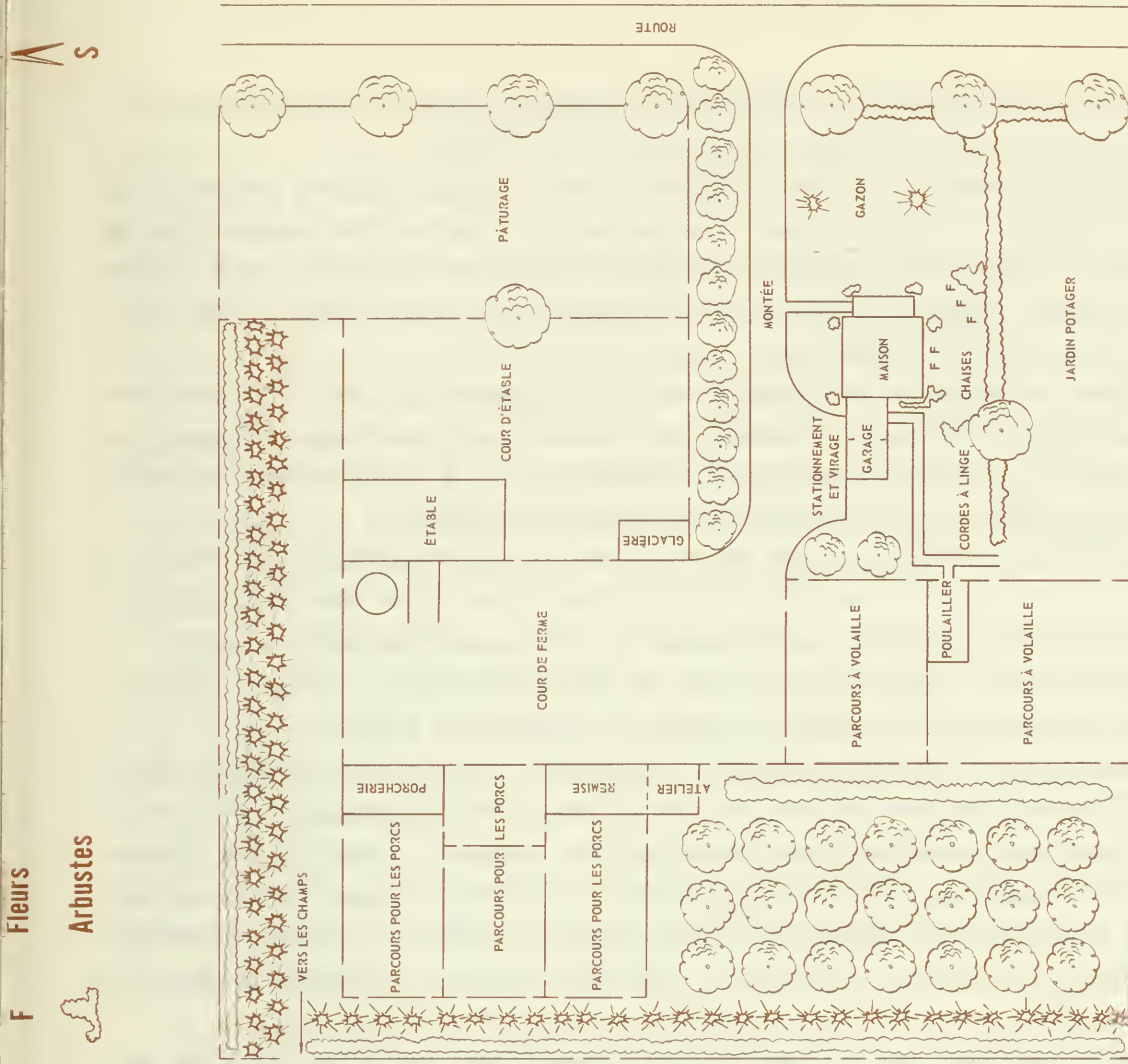 F Fleurs
Arbustes
S
ROUTE
PÂTURAGE
GAZON
MONTÉE
MAISON
F F F
F F
CHAISES
JARDIN POTAGER
COUR D'ÉTABLE
STATIONNEMENT
ET VIRAGE
GARAGE
CORDES À LINGE
ÉTABLE
GLACIÈRE
COUR DE FERME
PARCOURS À VOLAILLE
POULAILLER
PARCOURS À VOLAILLE
PORCHERIE
LES PORCS
REMISE
ATELIER
VERS LES CHAMPS
PARCOURS POUR LES PORCS
PARCOURS POUR
PARCOURS POUR LES PORCS